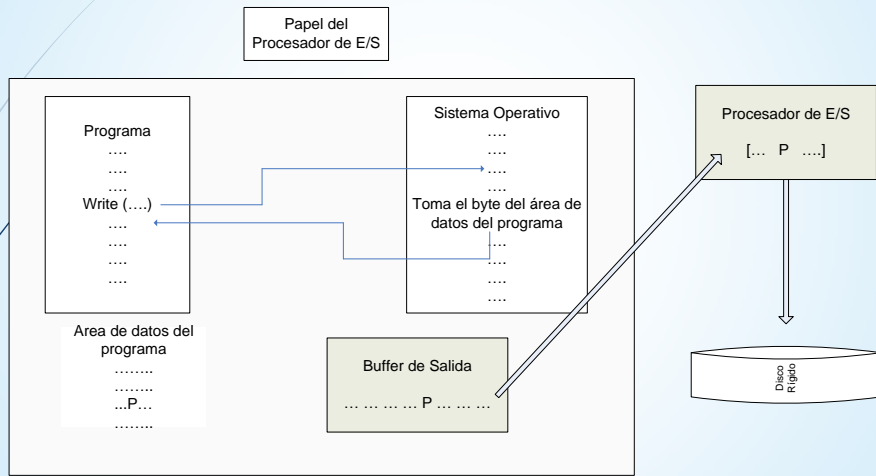 Papel del
Procesador de E/S
Programa
….
….
….
Write (….)
….
….
….
….
Sistema Operativo
….
….
….
….
Toma el byte del área de
datos del programa
….
….
….
….
Procesador de E/S
[… P ….]
Area de datos del
programa
……..
……..
...P…
……..
Buffer de Salida
… … … … P … … …
Disco
Rígido